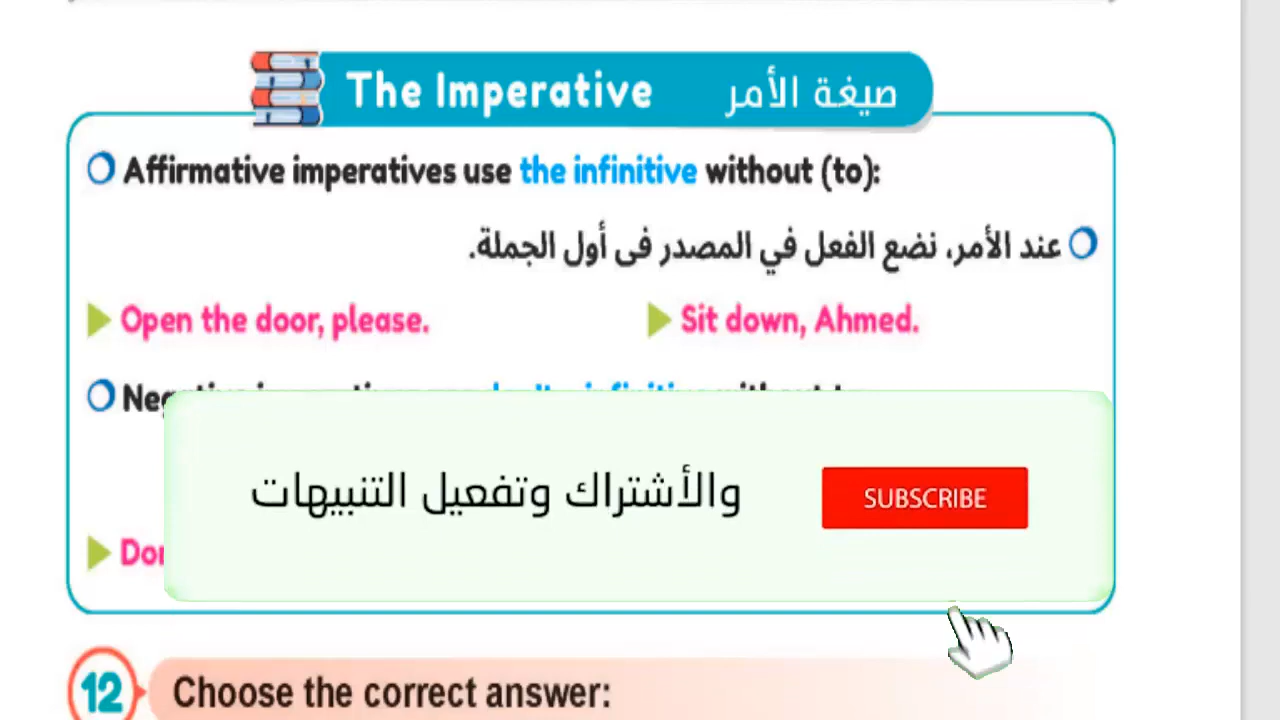 The Imperative صيغة الأمر
Affirmative imperatives use the infinitive without (to):
عند الأمر، نضع الفعل في المصدر فى أول الجملة.
Open the door, please. Sit down, Ahmed.
والأشتراك وتفعيل التنبيهات SUBSCRIBE
12 Choose the correct answer: